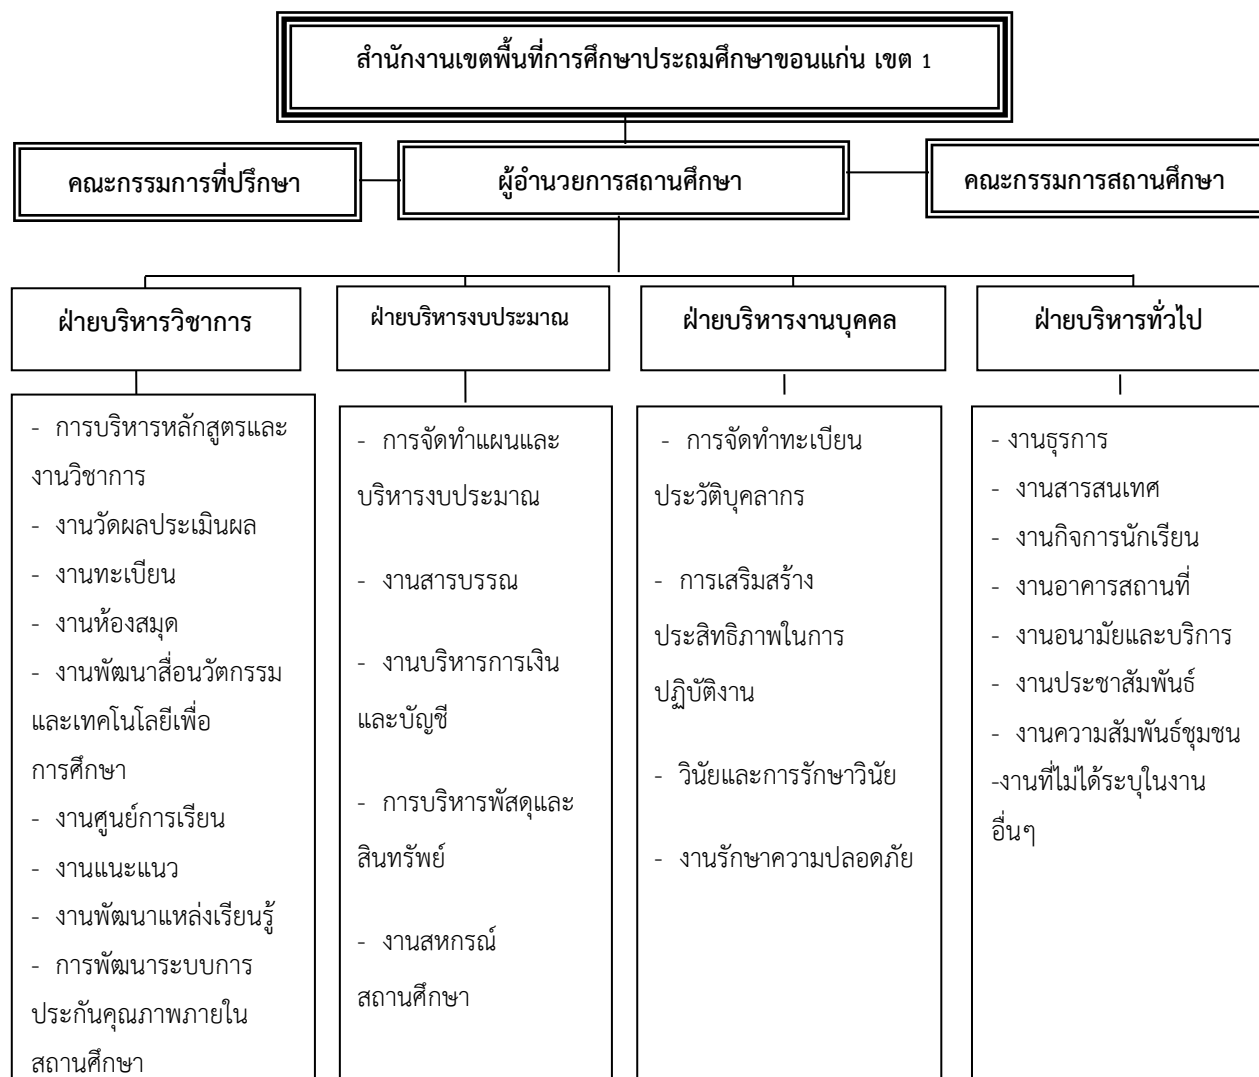 สำนักงานเขตพื้นที่การศึกษาประถมศึกษาขอนแก่น เขต 1
คณะกรรมการที่ปรึกษา
ผู้อำนวยการสถานศึกษา
คณะกรรมการสถานศึกษา
ฝ่ายบริหารวิชาการ
ฝ่ายบริหารงบประมาณ
ฝ่ายบริหารงานบุคคล
ฝ่ายบริหารทั่วไป
- การบริหารหลักสูตรและ
งานวิชาการ
- งานวัดผลประเมินผล
- งานทะเบียน
- งานห้องสมุด
- งานพัฒนาสื่อนวัตกรรม
และเทคโนโลยีเพื่อ
การศึกษา
- งานศูนย์การเรียน
- งานแนะแนว
- งานพัฒนาแหล่งเรียนรู้
- การพัฒนาระบบการ
ประกันคุณภาพภายใน
สถานศึกษา
- การจัดทำแผนและ
บริหารงบประมาณ
- งานสารบรรณ
- งานบริหารการเงิน
และบัญชี
- การบริหารพัสดุและ
สินทรัพย์
- งานสหกรณ์
สถานศึกษา
- การจัดทำทะเบียน
ประวัติบุคลากร
- การเสริมสร้าง
ประสิทธิภาพในการ
ปฏิบัติงาน
- วินัยและการรักษาวินัย
- งานรักษาความปลอดภัย
- งานธุรการ
- งานสารสนเทศ
- งานกิจการนักเรียน
- งานอาคารสถานที่
- งานอนามัยและบริการ
- งานประชาสัมพันธ์
- งานความสัมพันธ์ชุมชน
-งานที่ไม่ได้ระบุในงาน
อื่นๆ